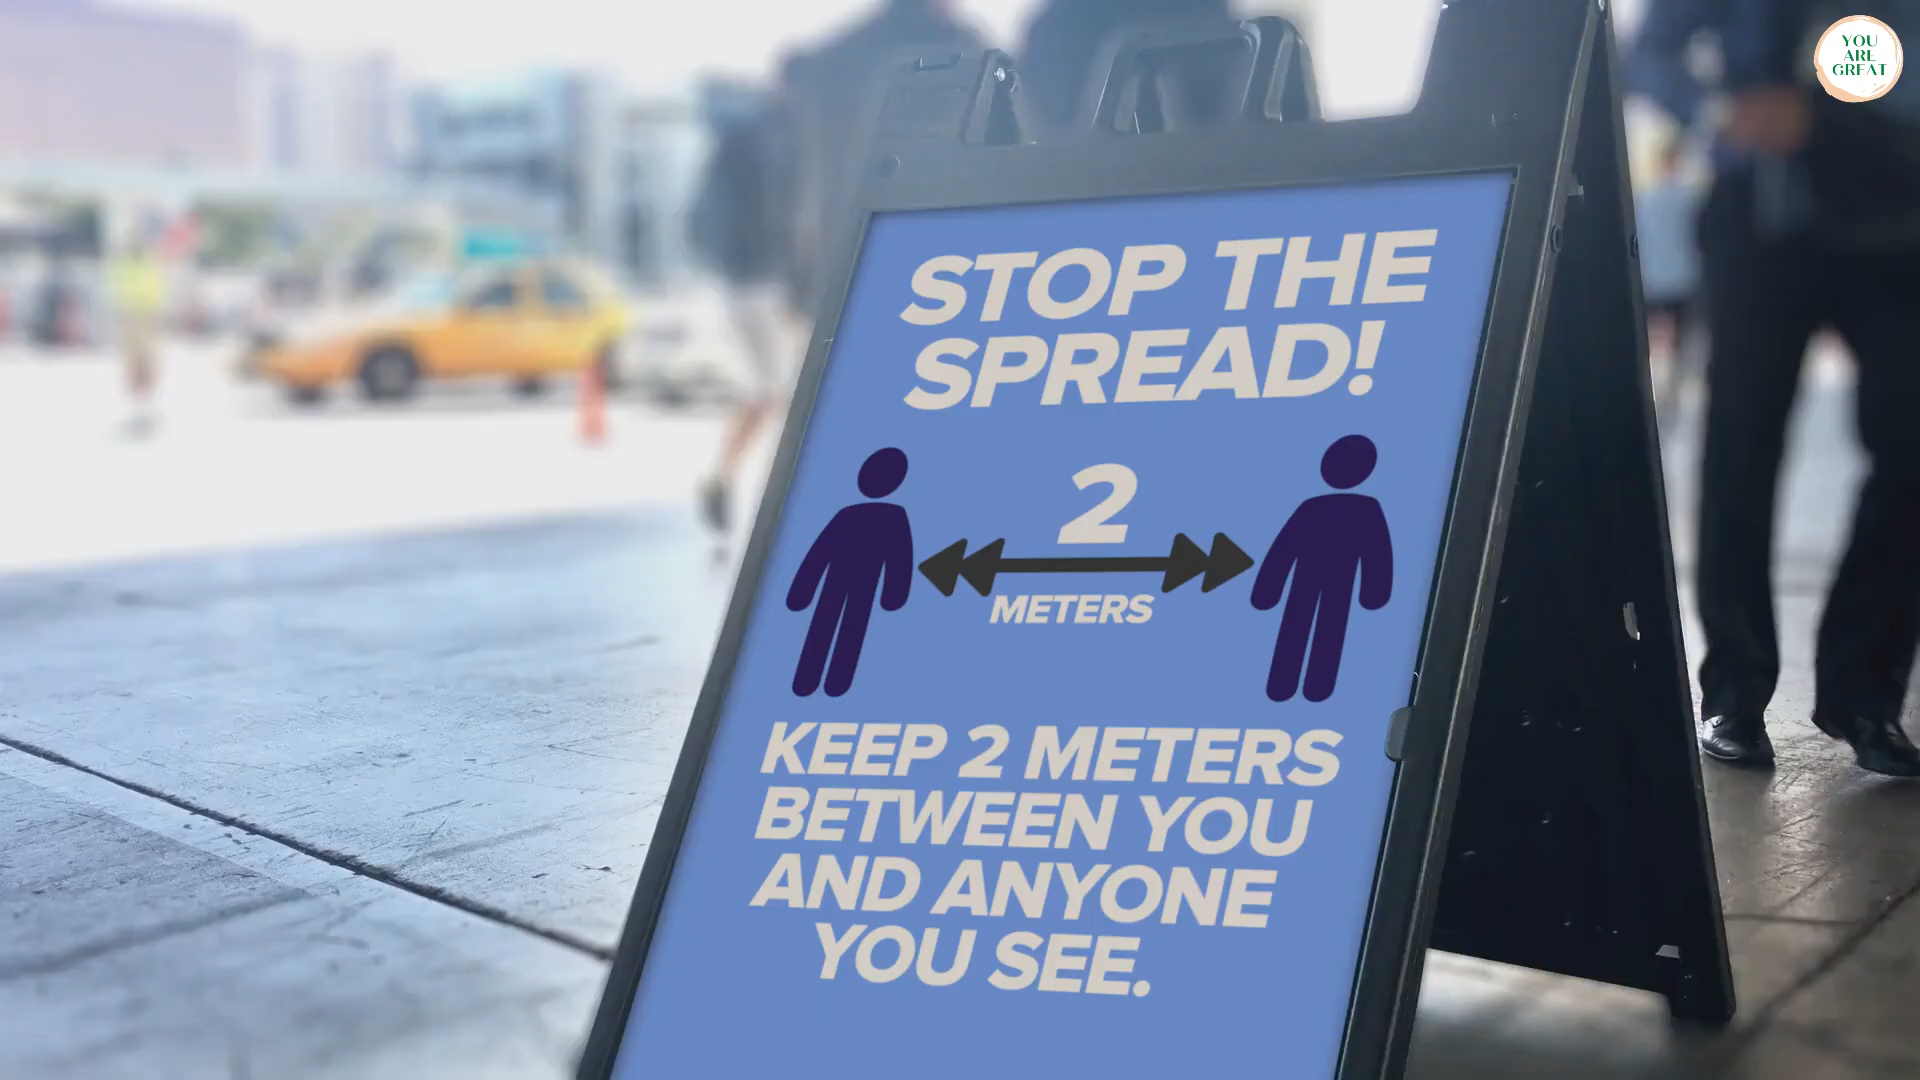 YOU
ARE
GREAT
STOP THE
SPREAD!
2
METERS
KEEP 2 METERS
BETWEEN YOU
AND ANYONE
YOU SEE.